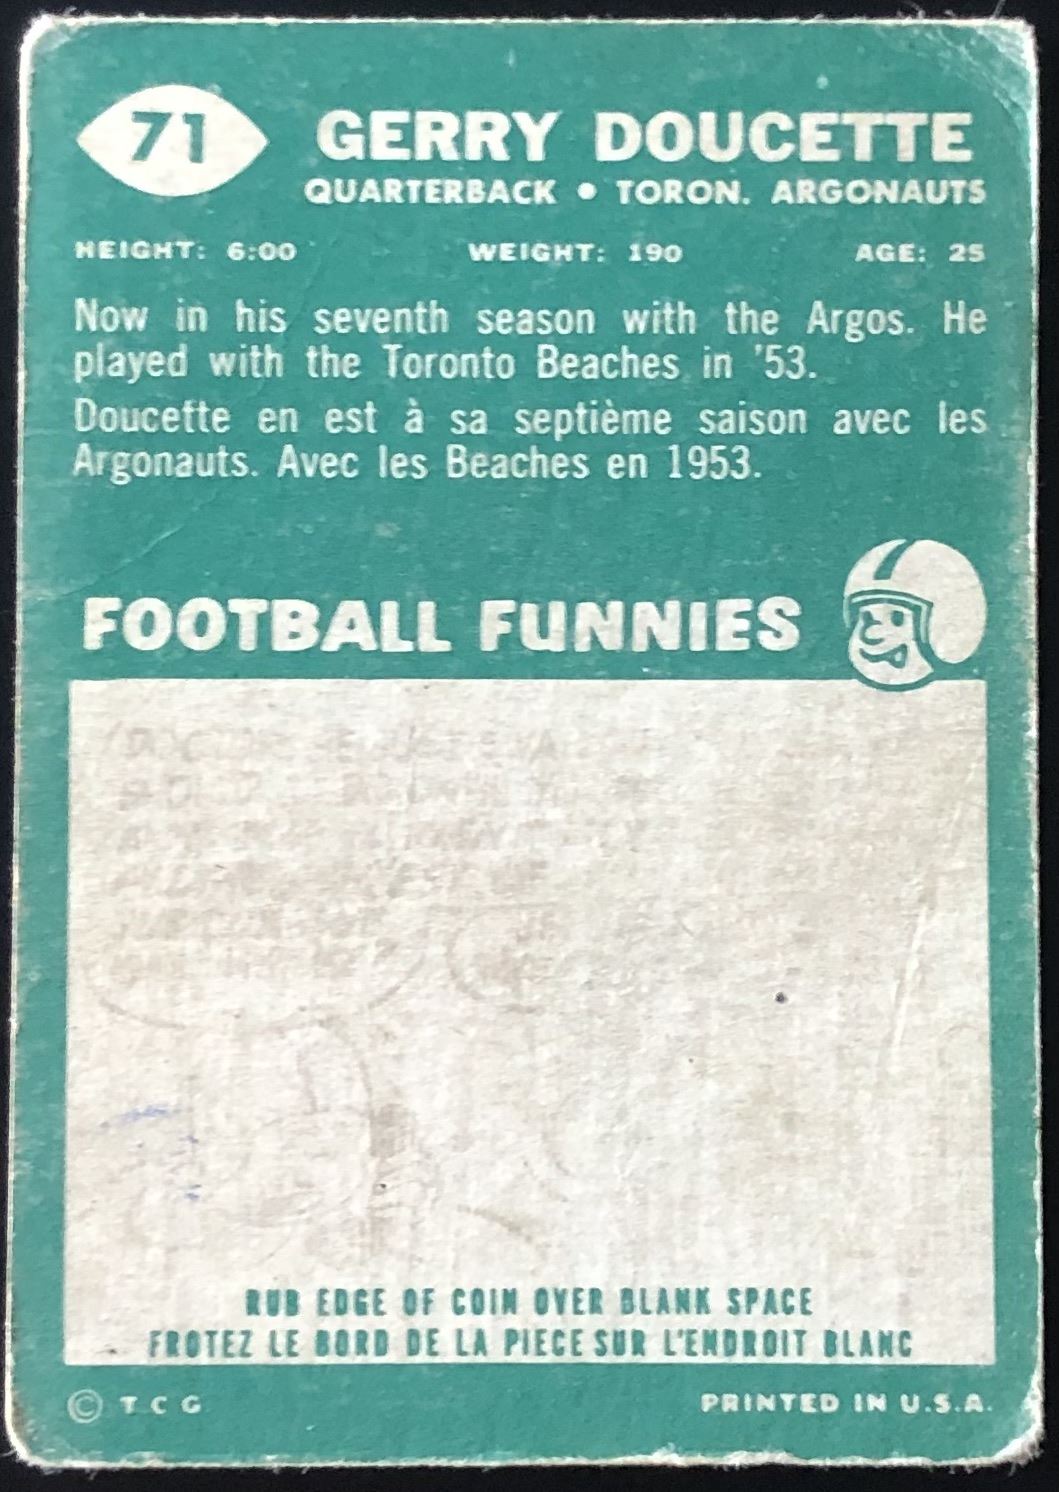 71
GERRY DOUCETTE
QUARTERBACK • TORON. ARGONAUTS
HEIGHT: 6:00 WEIGHT: 190 AGE: 25
Now in his seventh season with the Argos. He
played with the Toronto Beaches in '53.
Doucette en est à sa septième saison avec les
Argonauts. Avec les Beaches en 1953.
FOOTBALL FUNNIES
RUB EDGE OF COIN OVER BLANK SPACE
FROTEZ LE BORD DE LA PIECE SUR L'ENDROIT BLANC
© T C G PRINTED IN U.S.A.